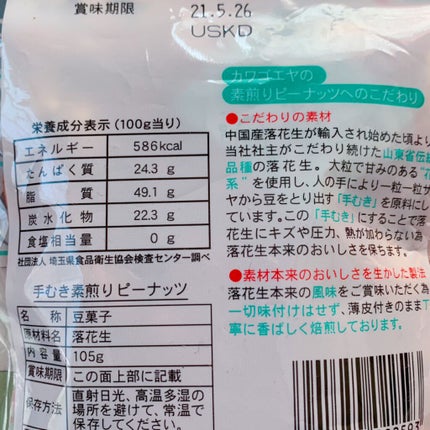 賞味期限
21.5.26
USKD
カワゴエヤの
素煎りピーナッツへのこだわり
栄養成分表示 (100g当り)
エネルギー 586kcal
たんぱく質 24.3 g
脂質 49.1 g
炭水化物 22.3 g
食塩相当量 0 g
社団法人 埼玉県食品衛生協会検査センター調べ
●こだわりの素材
中国産落花生が輸入され始めた頃より
当社社主がこだわり続けた山東省伝統
品種の落花生。大粒で甘みのある"花
系"を使用し、人の手により一粒一粒サ
ヤから豆をとり出す「手むき」を原料にし
ています。この「手むき」にすることで落
花生にキズや圧力、熱が加わらない為
落花生本来のおいしさを保ちます。
●素材本来のおいしさを生かした製法
落花生本来の風味をご賞味いただく為
一切味付けはせず、薄皮付きのまま丁
寧に香ばしく焙煎しております。
手むき素煎りピーナッツ
名称 豆菓子
原材料名 落花生
内容量 105g
賞味期限 この面上部に記載
保存方法 直射日光、高温多湿の
場所を避けて、常温で
保存して下さい。